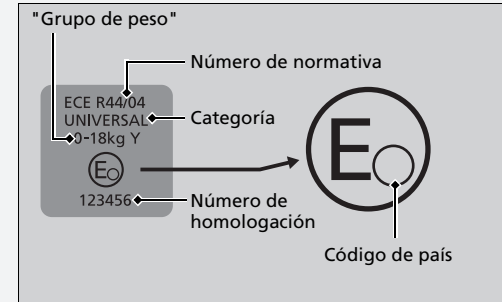 "Grupo de peso"
Número de normativa
ECE R44/04
UNIVERSAL
Categoría
0-18kg Y
E
E
123456
Número de
homologación
Código de país